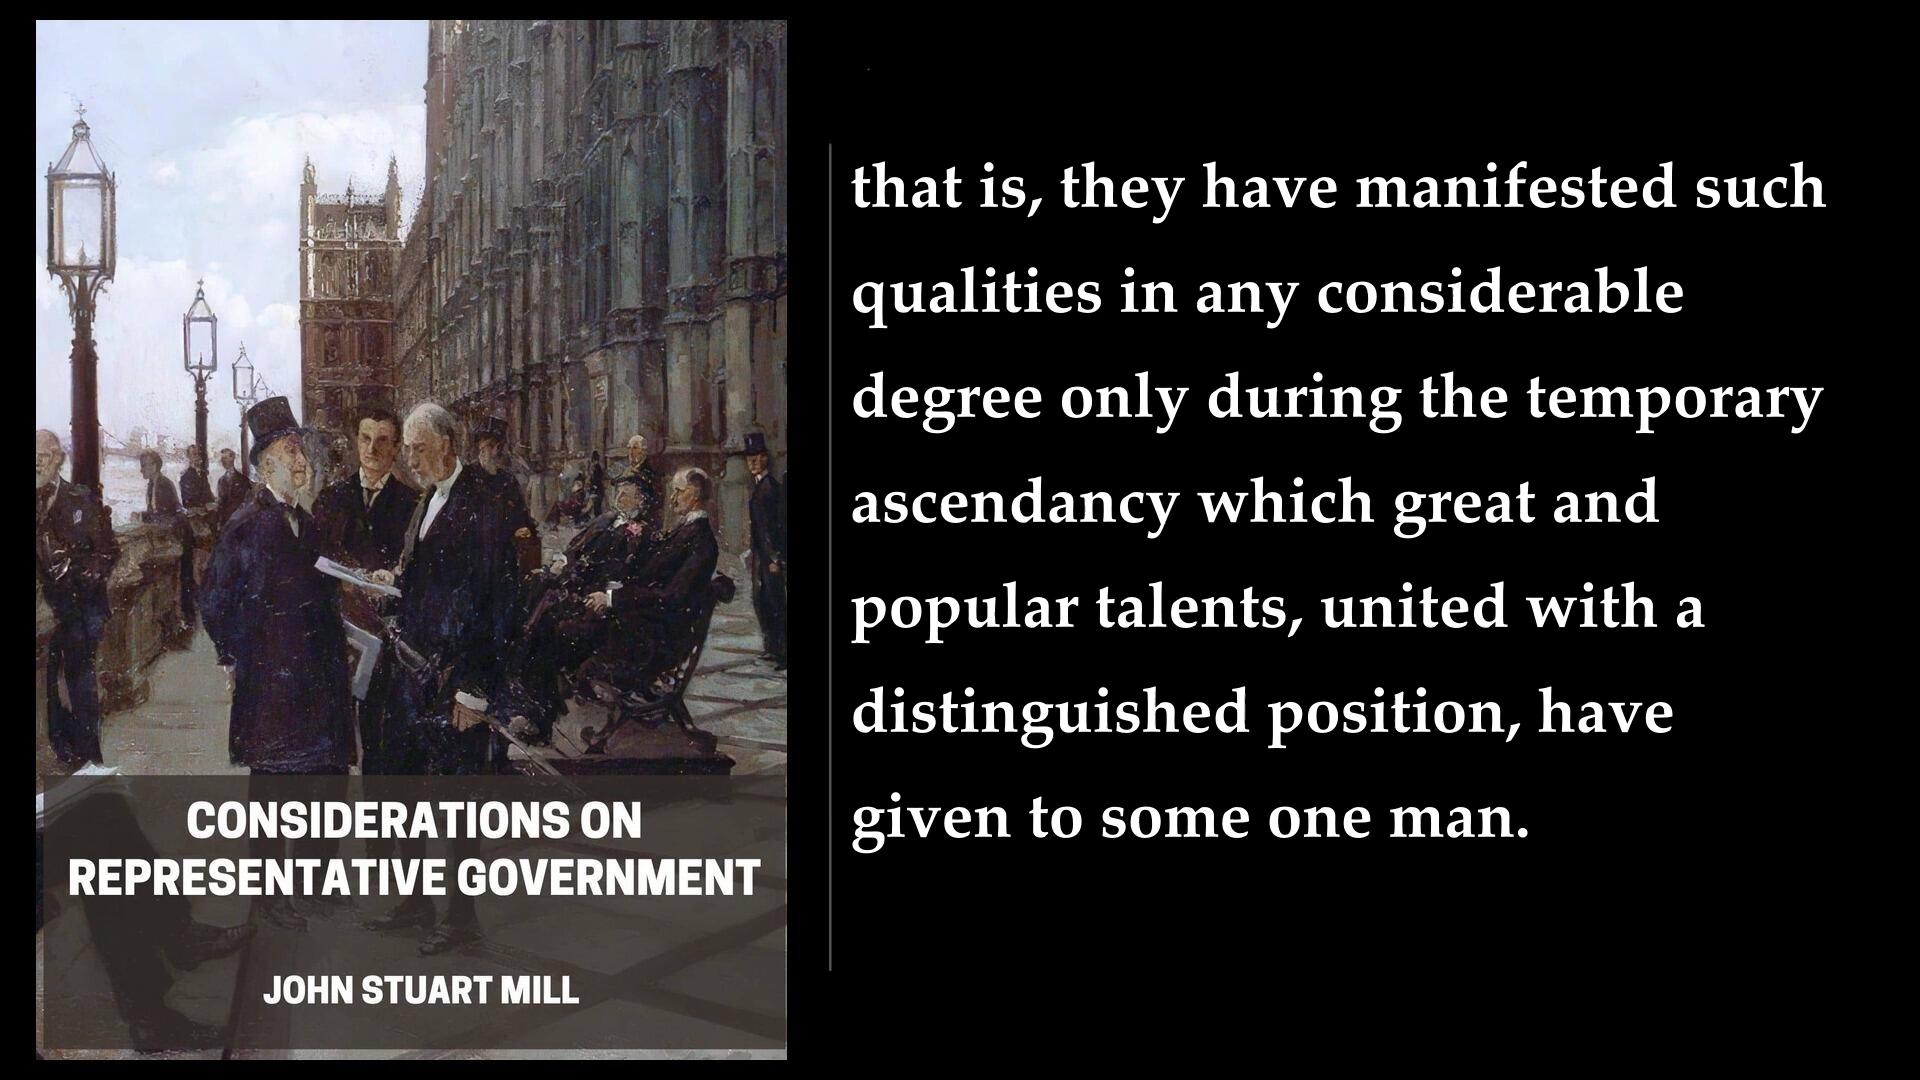 that is, they have manifested such
qualities in any considerable
degree only during the temporary
ascendancy which great and
popular talents, united with a
distinguished position, have
given to some one man.
CONSIDERATIONS ON
REPRESENTATIVE GOVERNMENT
JOHN STUART MILL